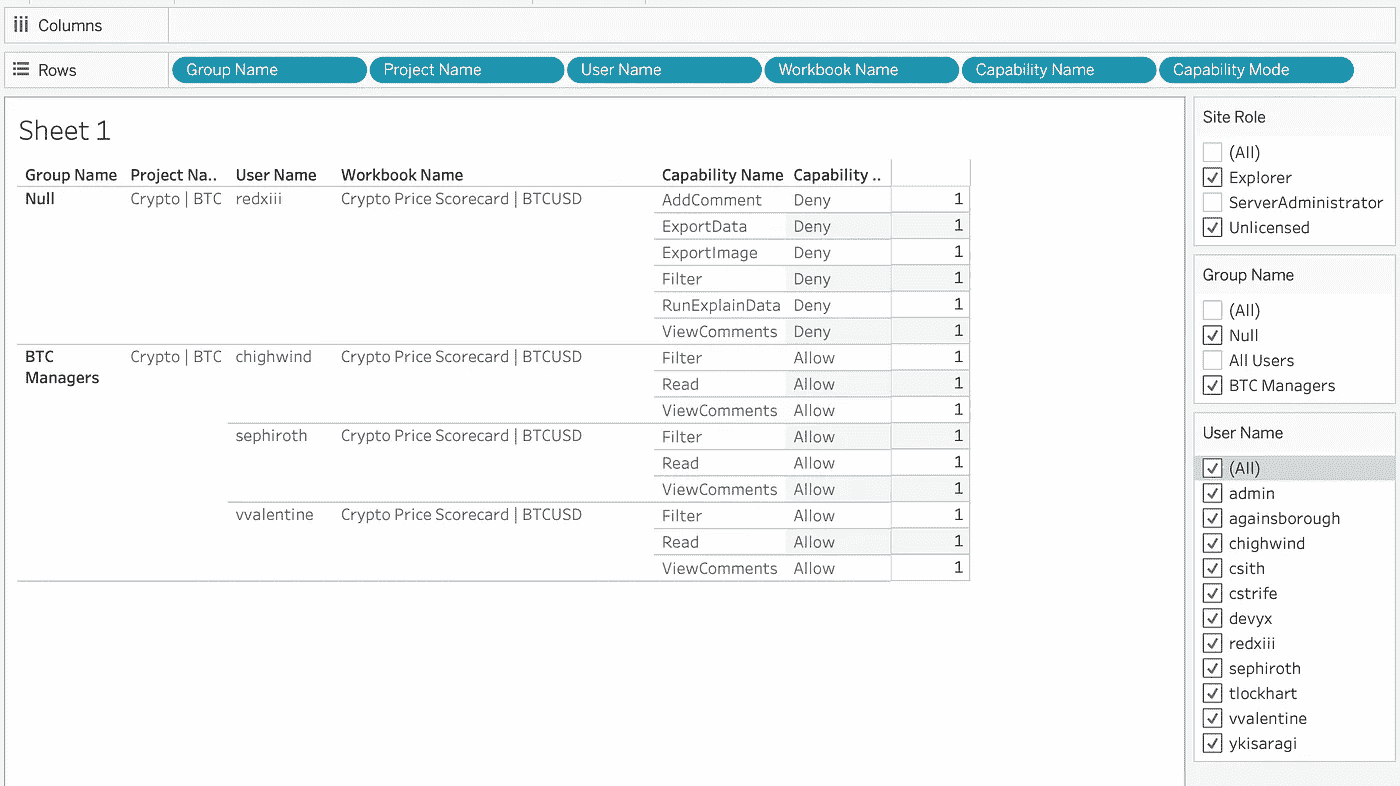 Columns
Rows Group Name Project Name User Name Workbook Name Capability Name Capability Mode
Sheet 1
Group Name Project Na.. User Name Workbook Name Capability Name Capability ..
Null Crypto | BTC redxiii Crypto Price Scorecard | BTCUSD AddComment Deny 1
ExportData Deny 1
ExportImage Deny 1
Filter Deny 1
RunExplainData Deny 1
ViewComments Deny 1
BTC Managers Crypto | BTC chighwind Crypto Price Scorecard | BTCUSD Filter Allow 1
Read Allow 1
ViewComments Allow 1
sephiroth Crypto Price Scorecard | BTCUSD Filter Allow 1
Read Allow 1
ViewComments Allow 1
vvalentine Crypto Price Scorecard | BTCUSD Filter Allow 1
Read Allow 1
ViewComments Allow 1
Site Role
(All)
Explorer
ServerAdministrator
Unlicensed
Group Name
(All)
Null
All Users
BTC Managers
User Name
(All)
admin
againsborough
chighwind
csith
cstrife
devyx
redxiii
sephiroth
tlockhart
vvalentine
ykisaragi